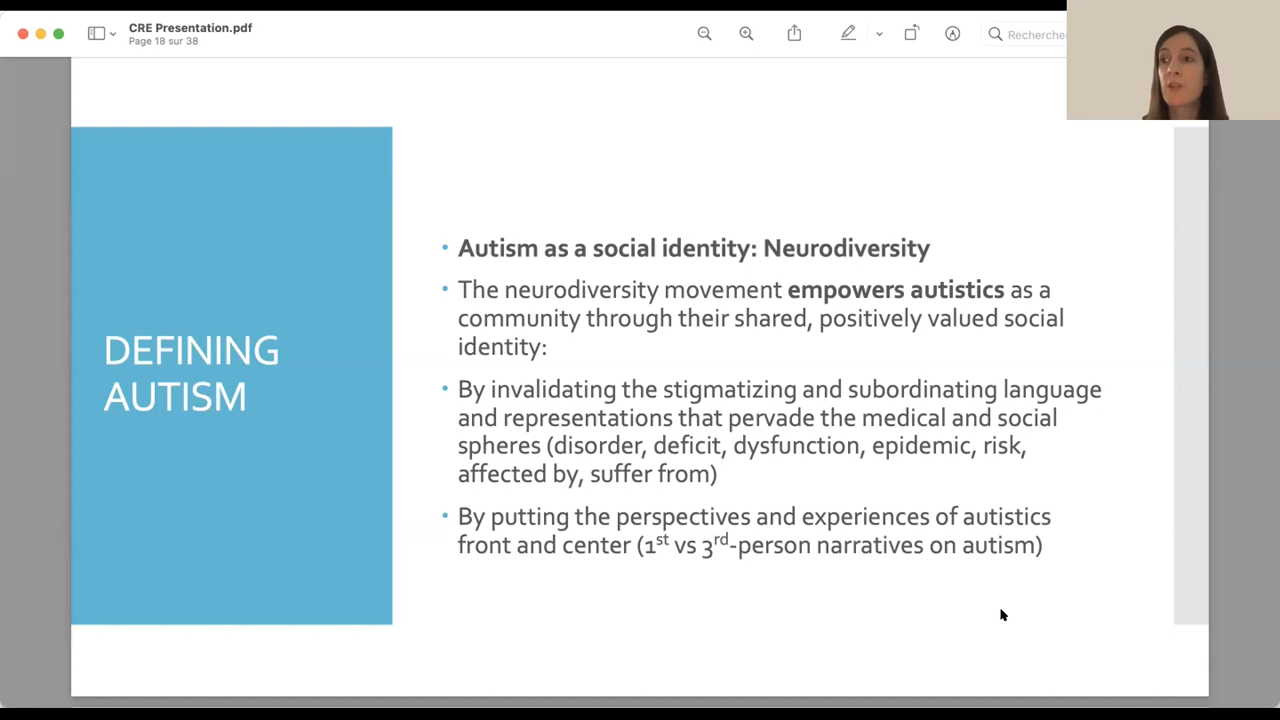 CRE Presentation.pdf
Page 18 sur 38
Rechercher
DEFINING
AUTISM
• Autism as a social identity: Neurodiversity
• The neurodiversity movement empowers autistics as a
community through their shared, positively valued social
identity:
• By invalidating the stigmatizing and subordinating language
and representations that pervade the medical and social
spheres (disorder, deficit, dysfunction, epidemic, risk,
affected by, suffer from)
• By putting the perspectives and experiences of autistics
front and center (1st vs 3rd-person narratives on autism)